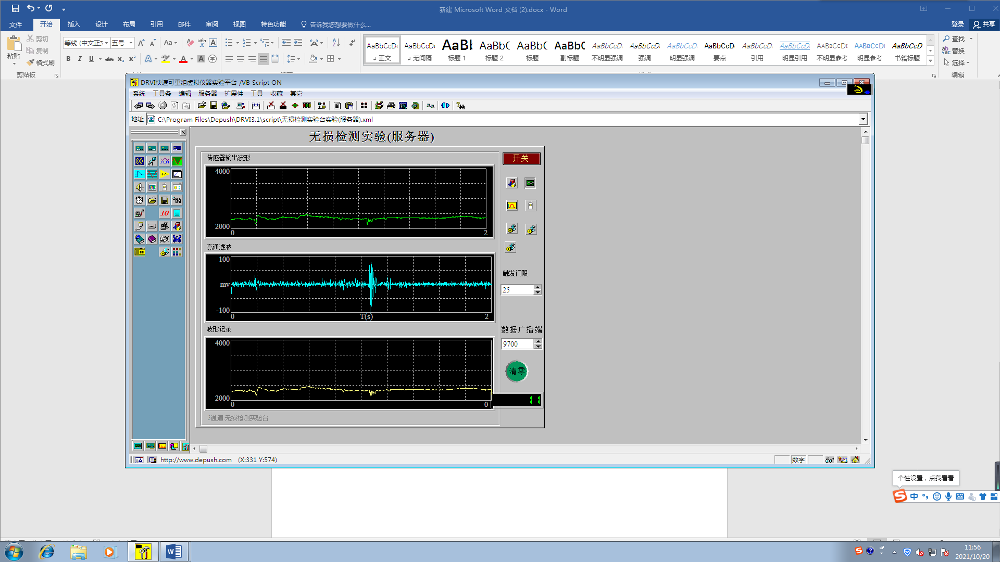 新建 Microsoft Word 文档 (2).docx - Word
文件 开始 插入 设计 布局 引用 邮件 审阅 视图 特色功能 告诉我您想要做什么... 登录 共享
粘贴 剪切 复制 格式刷 剪贴板
等线 (中文正文 五号
AaBbCcDc AaBbCcDc AaBb AaBbC AaBbC AaBbC AaBbCcD AaBbCcD AaBbCcD AaBbCcD AaBbCcD AaBbCcD AaBbCcDc AaBbCcDc AaBbCcD
正文 无间隔 标题 1 标题 2 标题 副标题 不明显强调 强调 明显强调 要点 引用 明显引用 不明显参考 明显参考 书籍标题
查找 替换 选择 编辑
DRVI快速可重组虚拟仪器实验平台 /VB Script ON
系统 工具条 编辑 服务器 扩展件 工具 收藏 其它
地址 C:\Program Files\Depush\DRVI3.1\script\无损检测实验台实验(服务器).xml
无损检测实验(服务器)
传感器输出波形
开关
4000
2000
0 2
高通滤波
100
mv
-100
0 T(s) 2
触发门限
25
波形记录
数据广播端
4000
9700
清零
2000
0 0
11
通道:无损检测实验台
http://www.depush.com (X:331 Y:574)
数字
个性设置，点我看看
中
11:56
2021/10/20